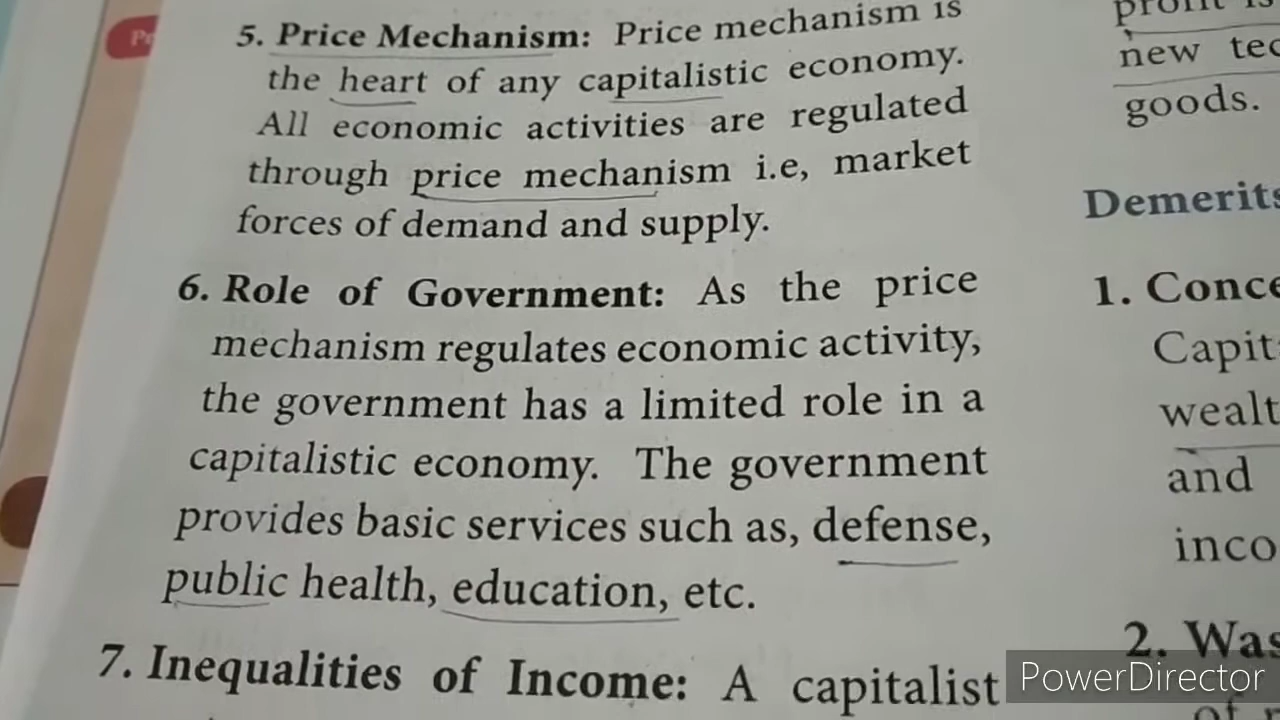 5. Price Mechanism: Price mechanism is
the heart of any capitalistic economy.
All economic activities are regulated
through price mechanism i.e, market
forces of demand and supply.
6. Role of Government: As the price
mechanism regulates economic activity,
the government has a limited role in a
capitalistic economy. The government
provides basic services such as, defense,
public health, education, etc.
7. Inequalities of Income: A capitalist
new
goods.
Demerits
1.
and
2.
of
PowerDirector